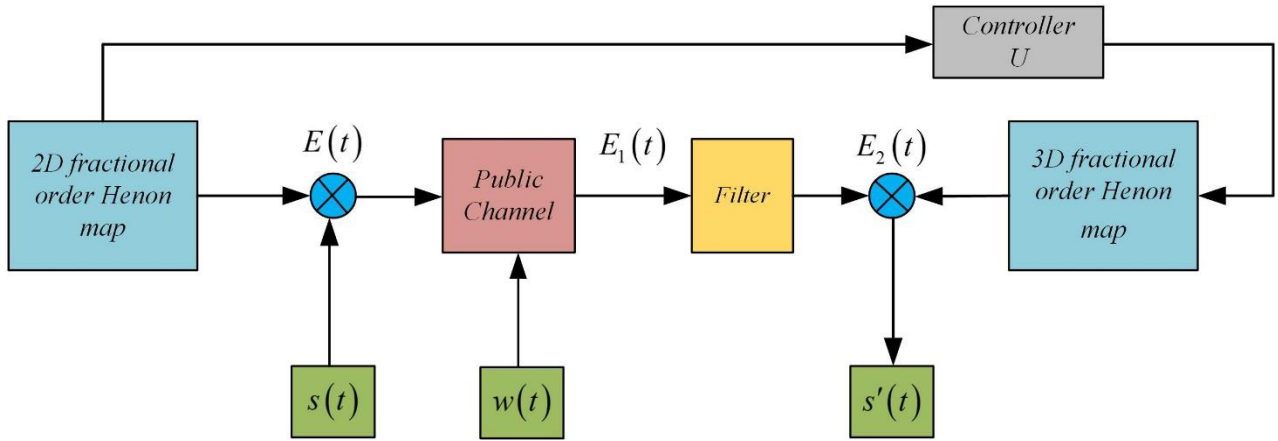 Controller
U
2D fractional
order Henon
map
E(t)
Public
Channel
E₁(t)
Filter
E₂(t)
3D fractional
order Henon
map
s(t)
w(t)
s′(t)